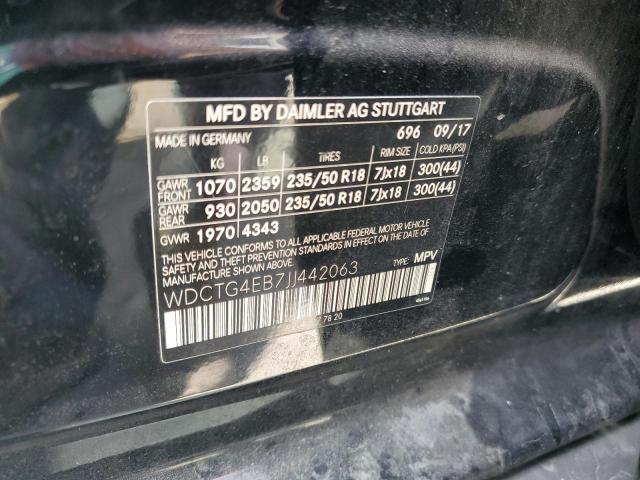 MFD BY DAIMLER AG STUTTGART
MADE IN GERMANY 696 09/17
KG LB TIRES RIM SIZE COLD KPA(PSI)
GAWR FRONT 1070 2359 235/50 R18 7Jx18 300(44)
GAWR REAR 930 2050 235/50 R18 7Jx18 300(44)
GVWR 1970 4343
THIS VEHICLE CONFORMS TO ALL APPLICABLE FEDERAL MOTOR VEHICLE
SAFETY AND THEFT PREVENTION STANDARDS IN EFFECT ON THE DATE
OF MANUFACTURE SHOWN ABOVE.
WDCTG4EB7JJ442063 TYPE: MPV
78 20